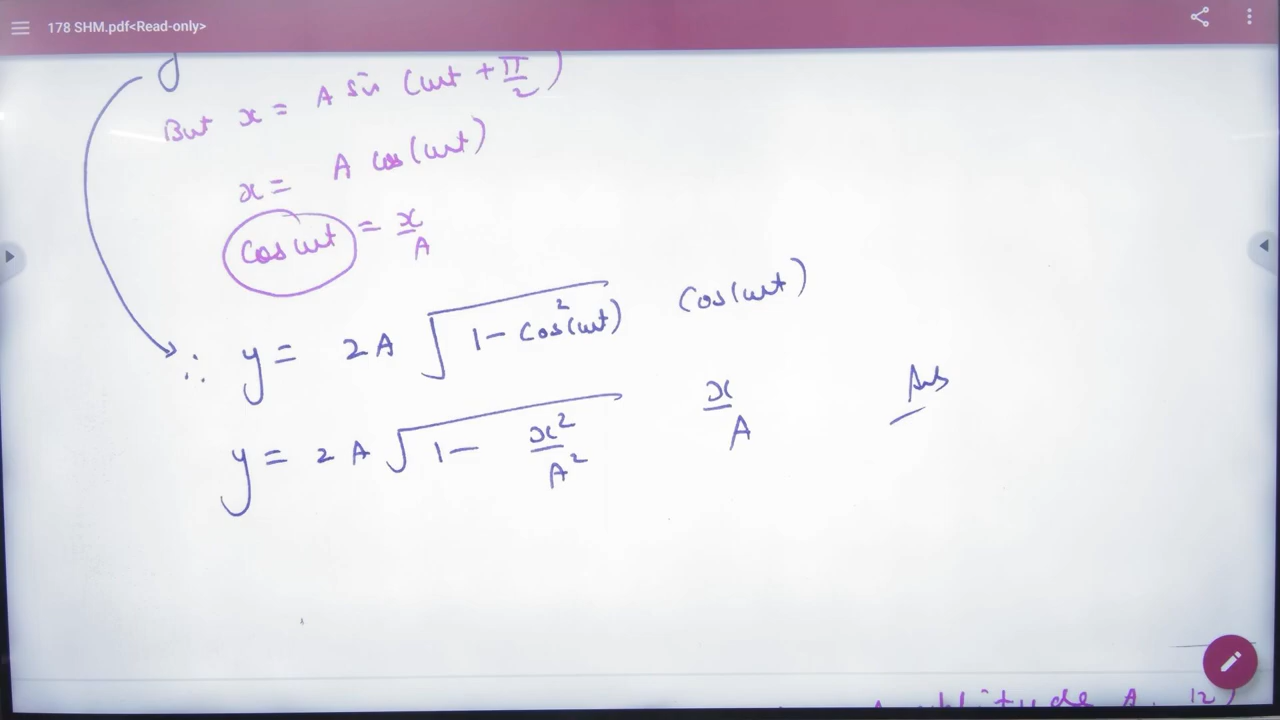 178 SHM.pdf<Read-only>
But x = A sin (ωt + π/2)
x = A cos(ωt)
cos ωt = x/A
∴ y = 2A √(1 - Cos²(ωt)) Cos(ωt)
y = 2A √(1 - x²/A²) x/A Ans